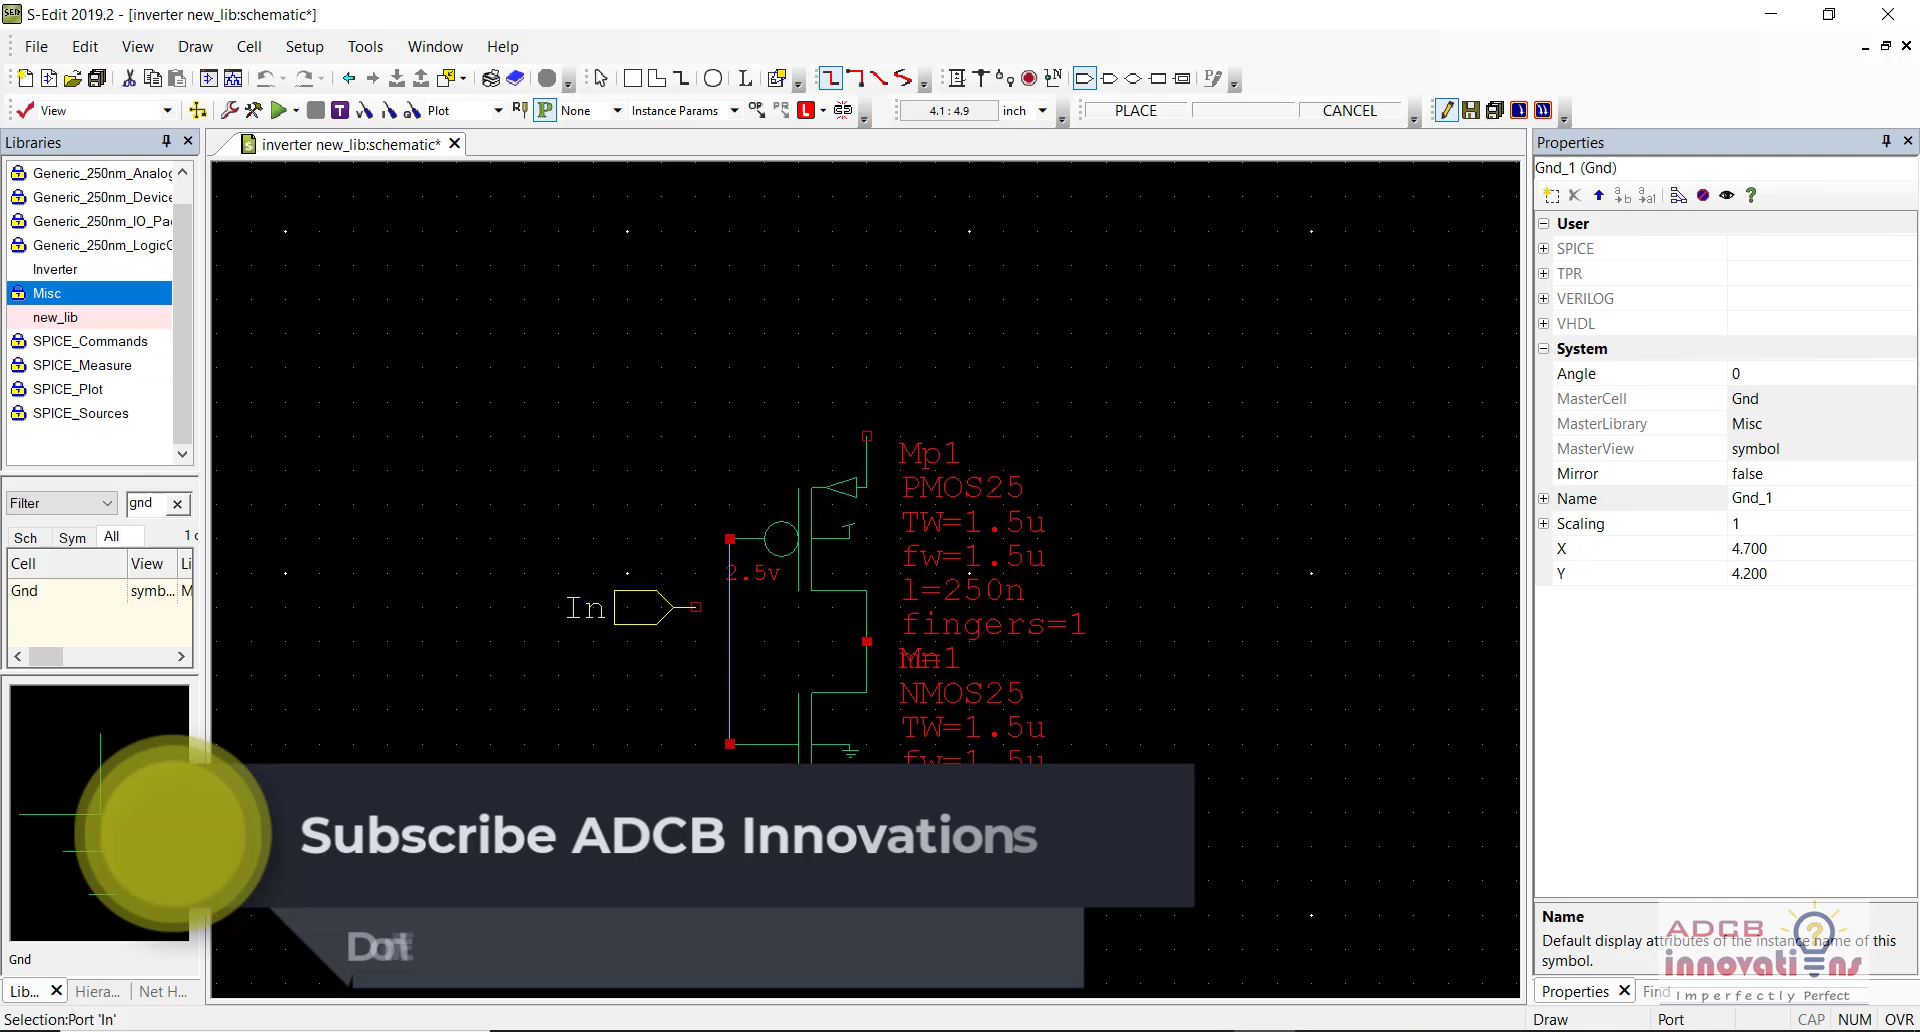 S-Edit 2019.2 - [inverter new_lib:schematic*]
File Edit View Draw Cell Setup Tools Window Help
View
Plot
None
Instance Params
4.1 : 4.9
inch
PLACE
CANCEL
Libraries
inverter new_lib:schematic*
Generic_250nm_Analog
Generic_250nm_Device
Generic_250nm_IO_Pa
Generic_250nm_Logic
Inverter
Misc
new_lib
SPICE_Commands
SPICE_Measure
SPICE_Plot
SPICE_Sources
Filter
gnd
Sch Sym All
Cell View Li
Gnd symb... M
Gnd
Lib... Hiera... Net H...
In
2.5v
Mp1
PMOS25
TW=1.5u
fw=1.5u
l=250n
fingers=1
Mn1
NMOS25
TW=1.5u
fw=1.5u
Subscribe ADCB Innovations
Properties
Gnd_1 (Gnd)
User
SPICE
TPR
VERILOG
VHDL
System
Angle 0
MasterCell Gnd
MasterLibrary Misc
MasterView symbol
Mirror false
Name Gnd_1
Scaling 1
X 4.700
Y 4.200
Name
Default display attributes of the instance name of this
symbol.
ADCB
innovations
Imperfectly Perfect
Properties Find
Selection:Port 'In'
Draw Port CAP NUM OVR